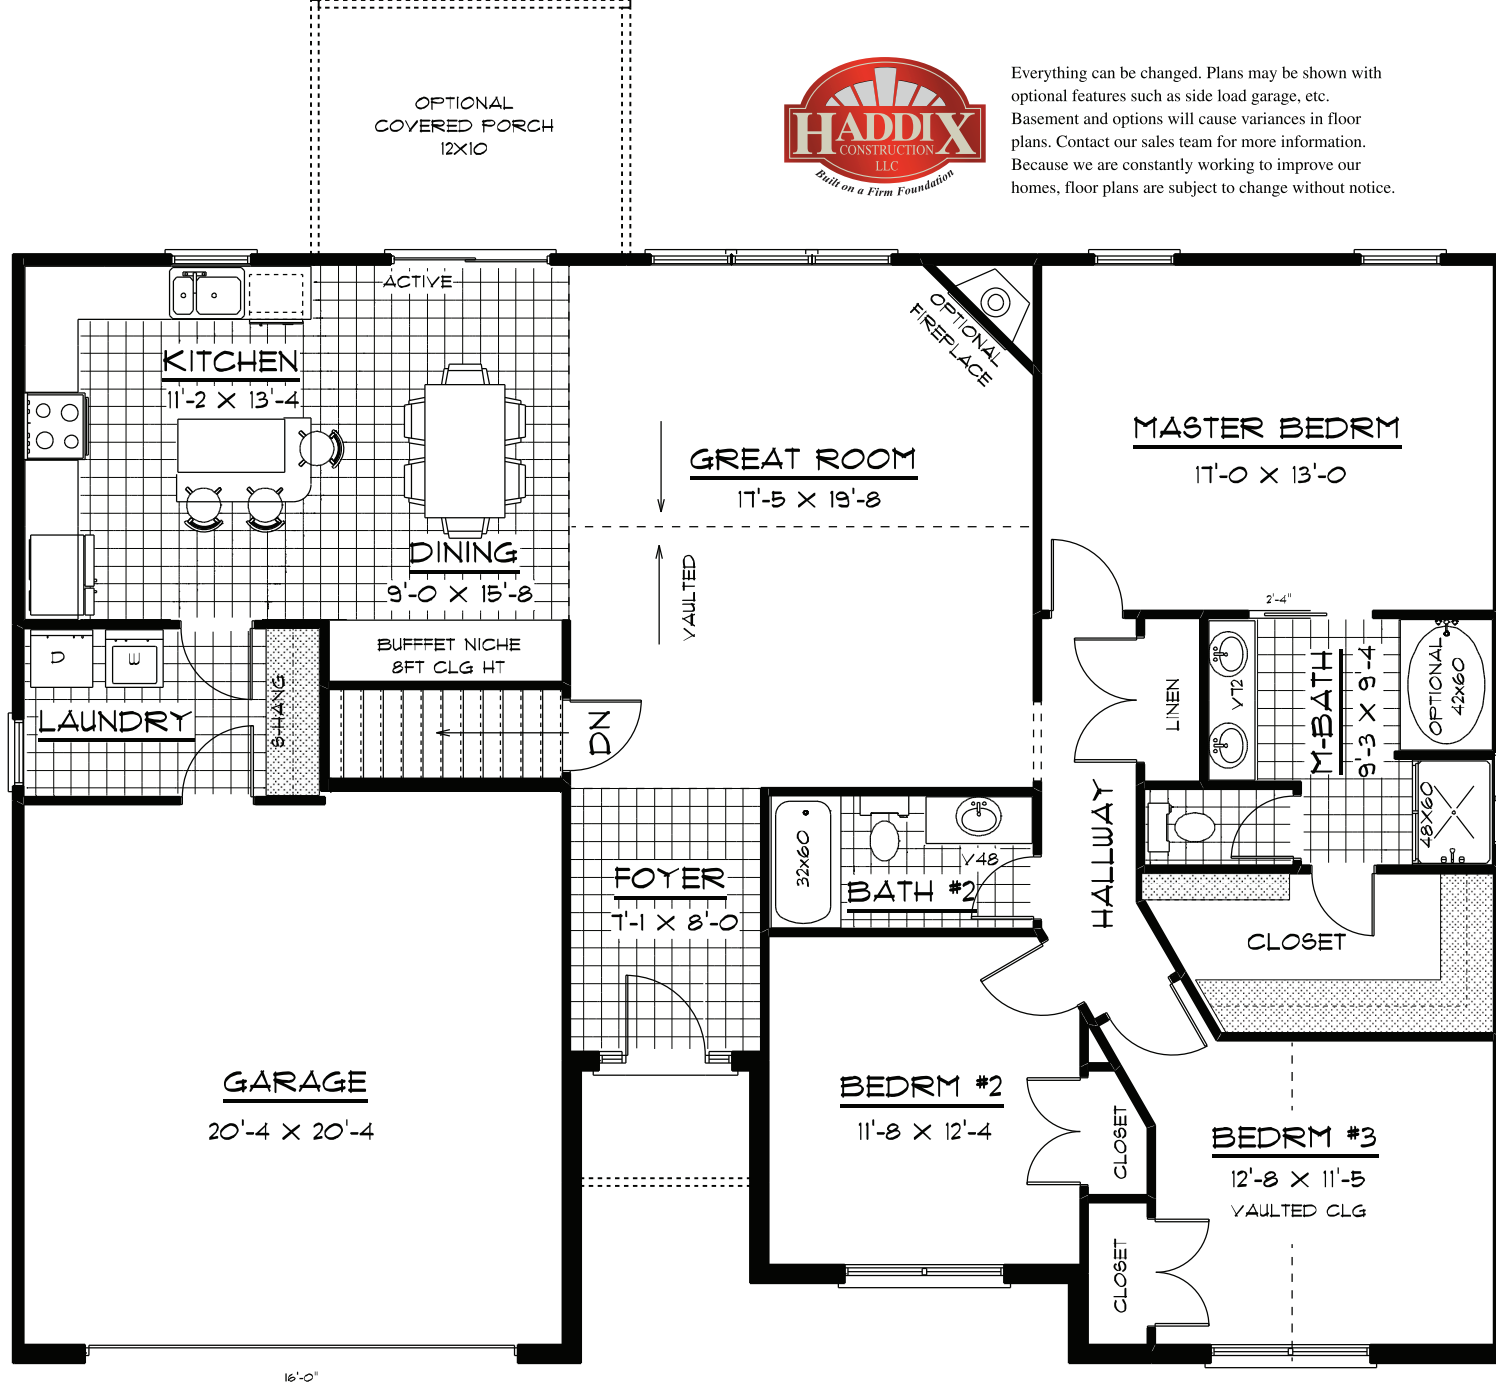 OPTIONAL
COVERED PORCH
12X10
HADDIX
CONSTRUCTION
LLC
Built on a Firm Foundation
Everything can be changed. Plans may be shown with
optional features such as side load garage, etc.
Basement and options will cause variances in floor
plans. Contact our sales team for more information.
Because we are constantly working to improve our
homes, floor plans are subject to change without notice.
ACTIVE
OPTIONAL
FIREPLACE
KITCHEN
11'-2 X 13'-4
GREAT ROOM
17'-5 X 19'-8
MASTER BEDRM
17'-0 X 13'-0
DINING
9'-0 X 15'-8
VAULTED
2'-4"
BUFFFET NICHE
8FT CLG HT
D
W
LAUNDRY
S-HANG
DN
LINEN
V72
M-BATH
9'-3 X 9'-4
OPTIONAL
42x60
48X60
HALLWAY
32x60
V48
BATH #2
FOYER
7'-1 X 8'-0
CLOSET
GARAGE
20'-4 X 20'-4
BEDRM #2
11'-8 X 12'-4
CLOSET
BEDRM #3
12'-8 X 11'-5
VAULTED CLG
CLOSET
16'-0"